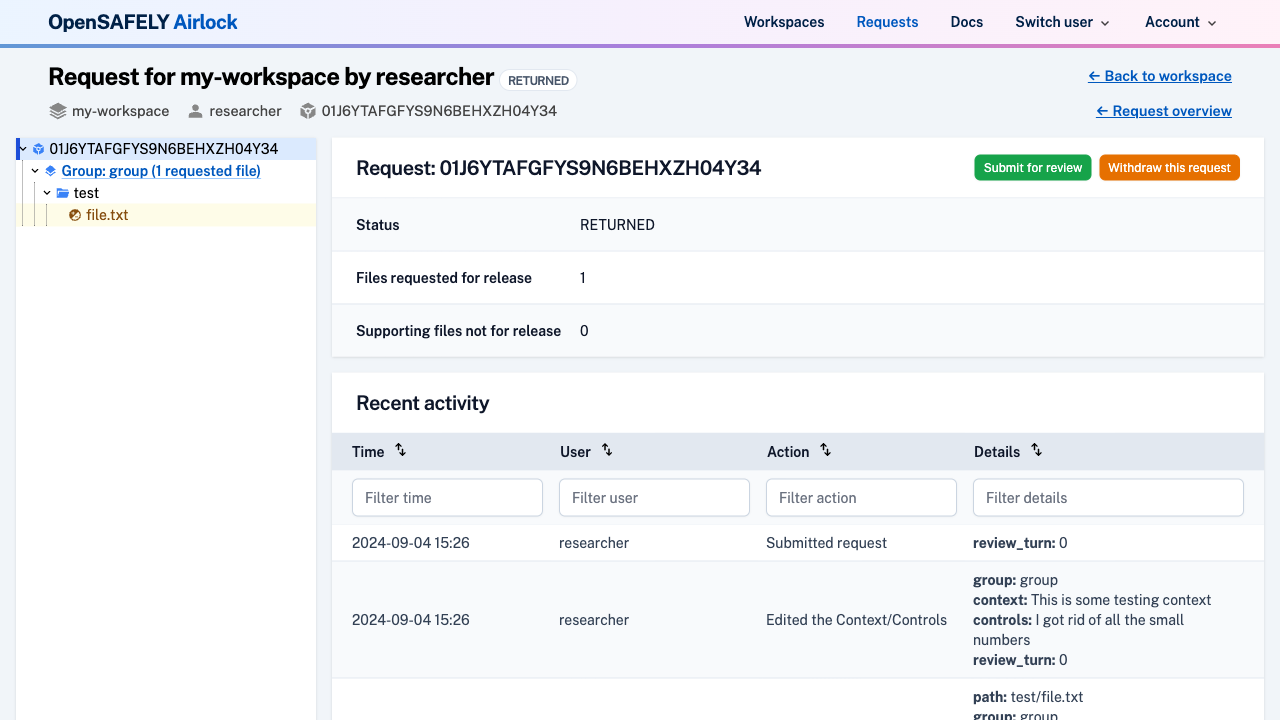 OpenSAFELY Airlock
Workspaces Requests Docs Switch user Account
Request for my-workspace by researcher RETURNED
← Back to workspace
my-workspace researcher 01J6YTAFGFYS9N6BEHXZH04Y34
← Request overview
01J6YTAFGFYS9N6BEHXZH04Y34
Group: group (1 requested file)
test
file.txt
Request: 01J6YTAFGFYS9N6BEHXZH04Y34
Submit for review
Withdraw this request
Status RETURNED
Files requested for release 1
Supporting files not for release 0
Recent activity
Time User Action Details
Filter time Filter user Filter action Filter details
2024-09-04 15:26 researcher Submitted request review_turn: 0
group: group
context: This is some testing context
2024-09-04 15:26 researcher Edited the Context/Controls controls: I got rid of all the small
numbers
review_turn: 0
path: test/file.txt
group: group